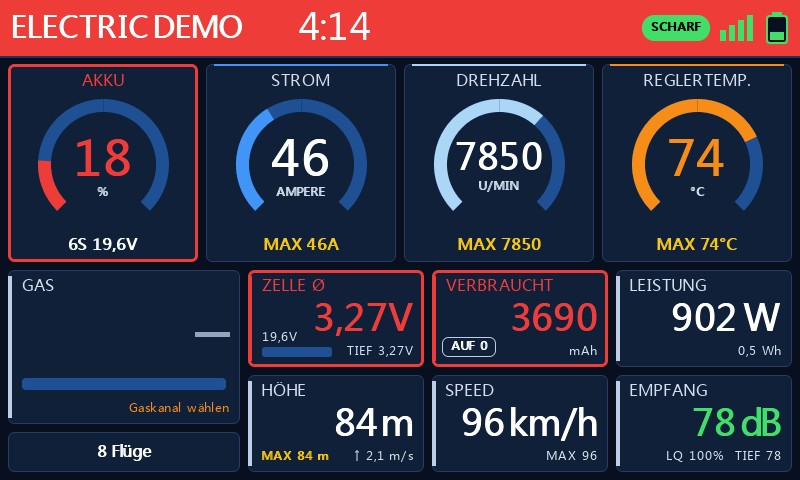 ELECTRIC DEMO 4:14 SCHARF
AKKU
18
%
6S 19,6V
STROM
46
AMPERE
MAX 46A
DREHZAHL
7850
U/MIN
MAX 7850
REGLERTEMP.
74
°C
MAX 74°C
GAS
—
Gaskanal wählen
8 Flüge
ZELLE Ø
3,27V
19,6V
TIEF 3,27V
VERBRAUCHT
3690
AUF 0
mAh
LEISTUNG
902 W
0,5 Wh
HÖHE
84 m
MAX 84 m ↑ 2,1 m/s
SPEED
96 km/h
MAX 96
EMPFANG
78 dB
LQ 100% TIEF 78